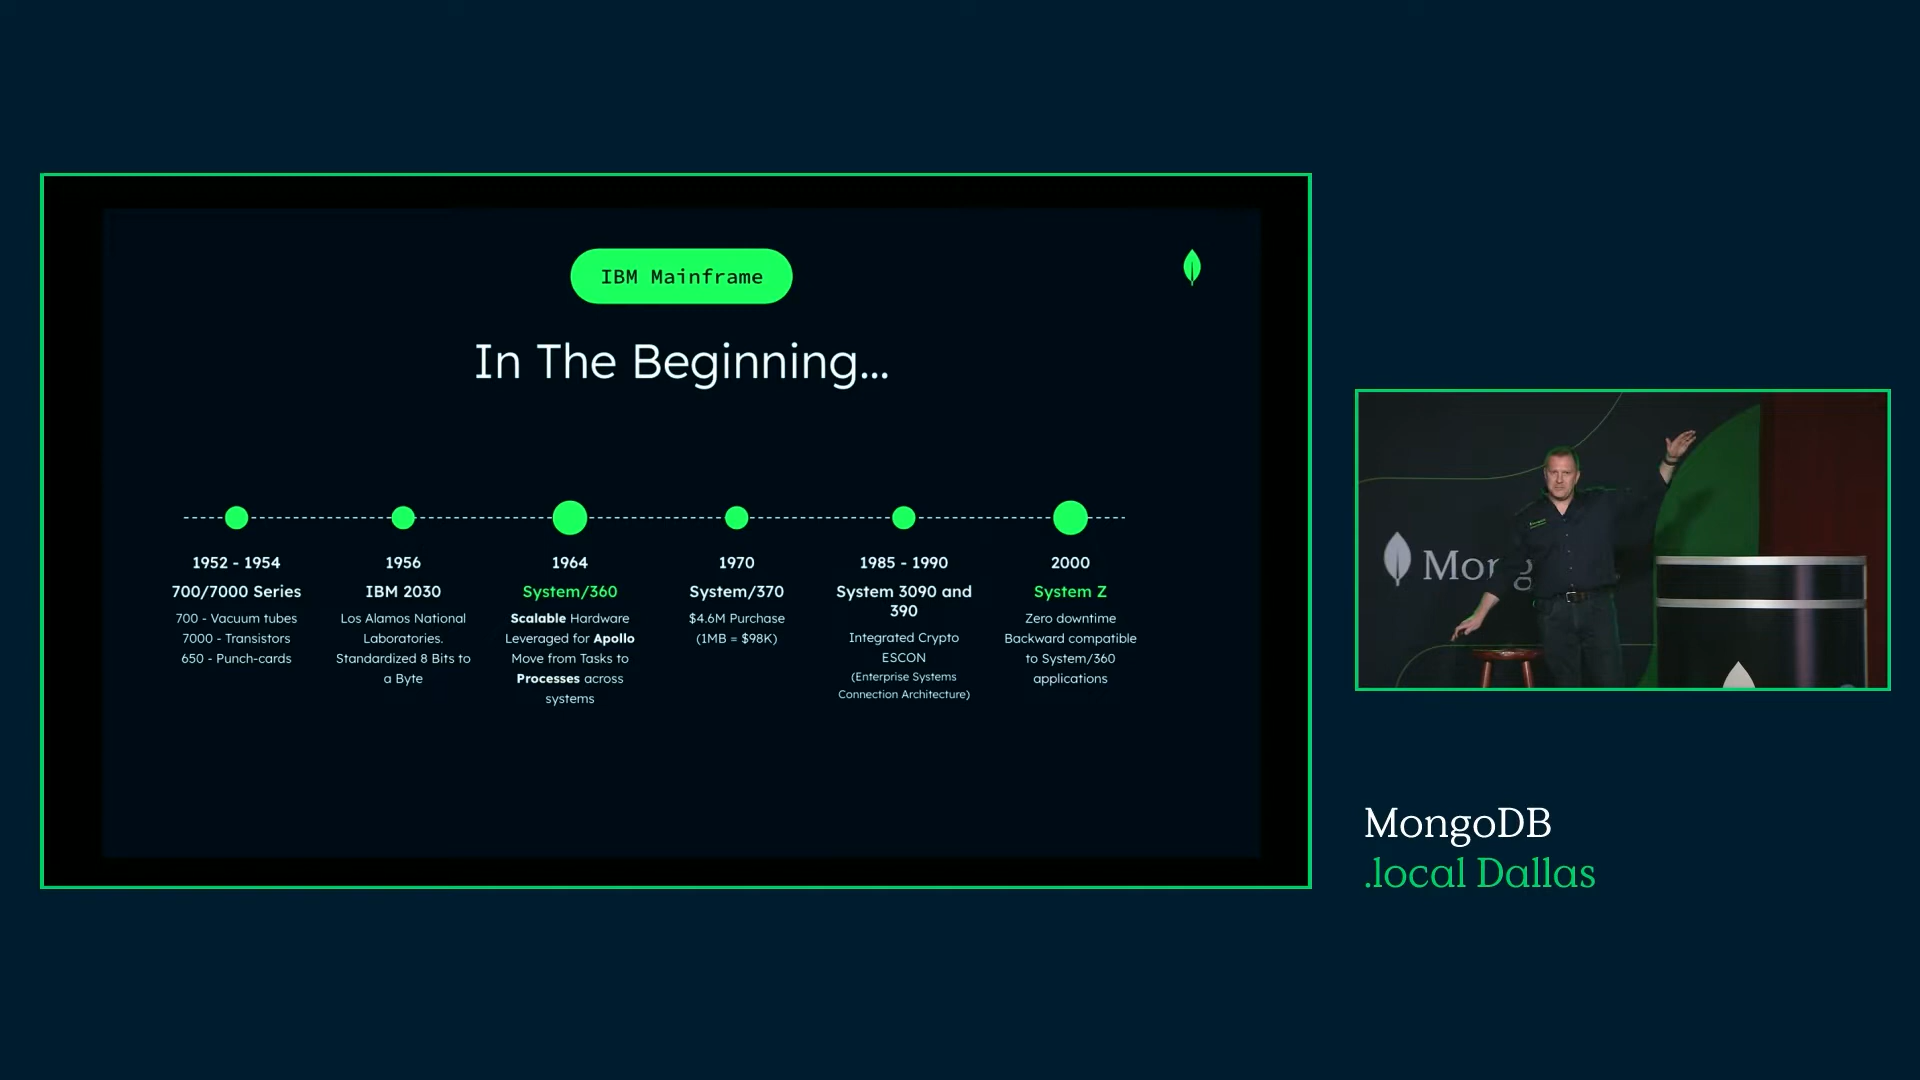 IBM Mainframe
In The Beginning...
1952 - 1954
700/7000 Series
700 - Vacuum tubes
7000 - Transistors
650 - Punch-cards
1956
IBM 2030
Los Alamos National
Laboratories.
Standardized 8 Bits to
a Byte
1964
System/360
Scalable Hardware
Leveraged for Apollo
Move from Tasks to
Processes across
systems
1970
System/370
$4.6M Purchase
(1MB = $98K)
1985 - 1990
System 3090 and
390
Integrated Crypto
ESCON
(Enterprise Systems
Connection Architecture)
2000
System Z
Zero downtime
Backward compatible
to System/360
applications
MongoDB
.local Dallas